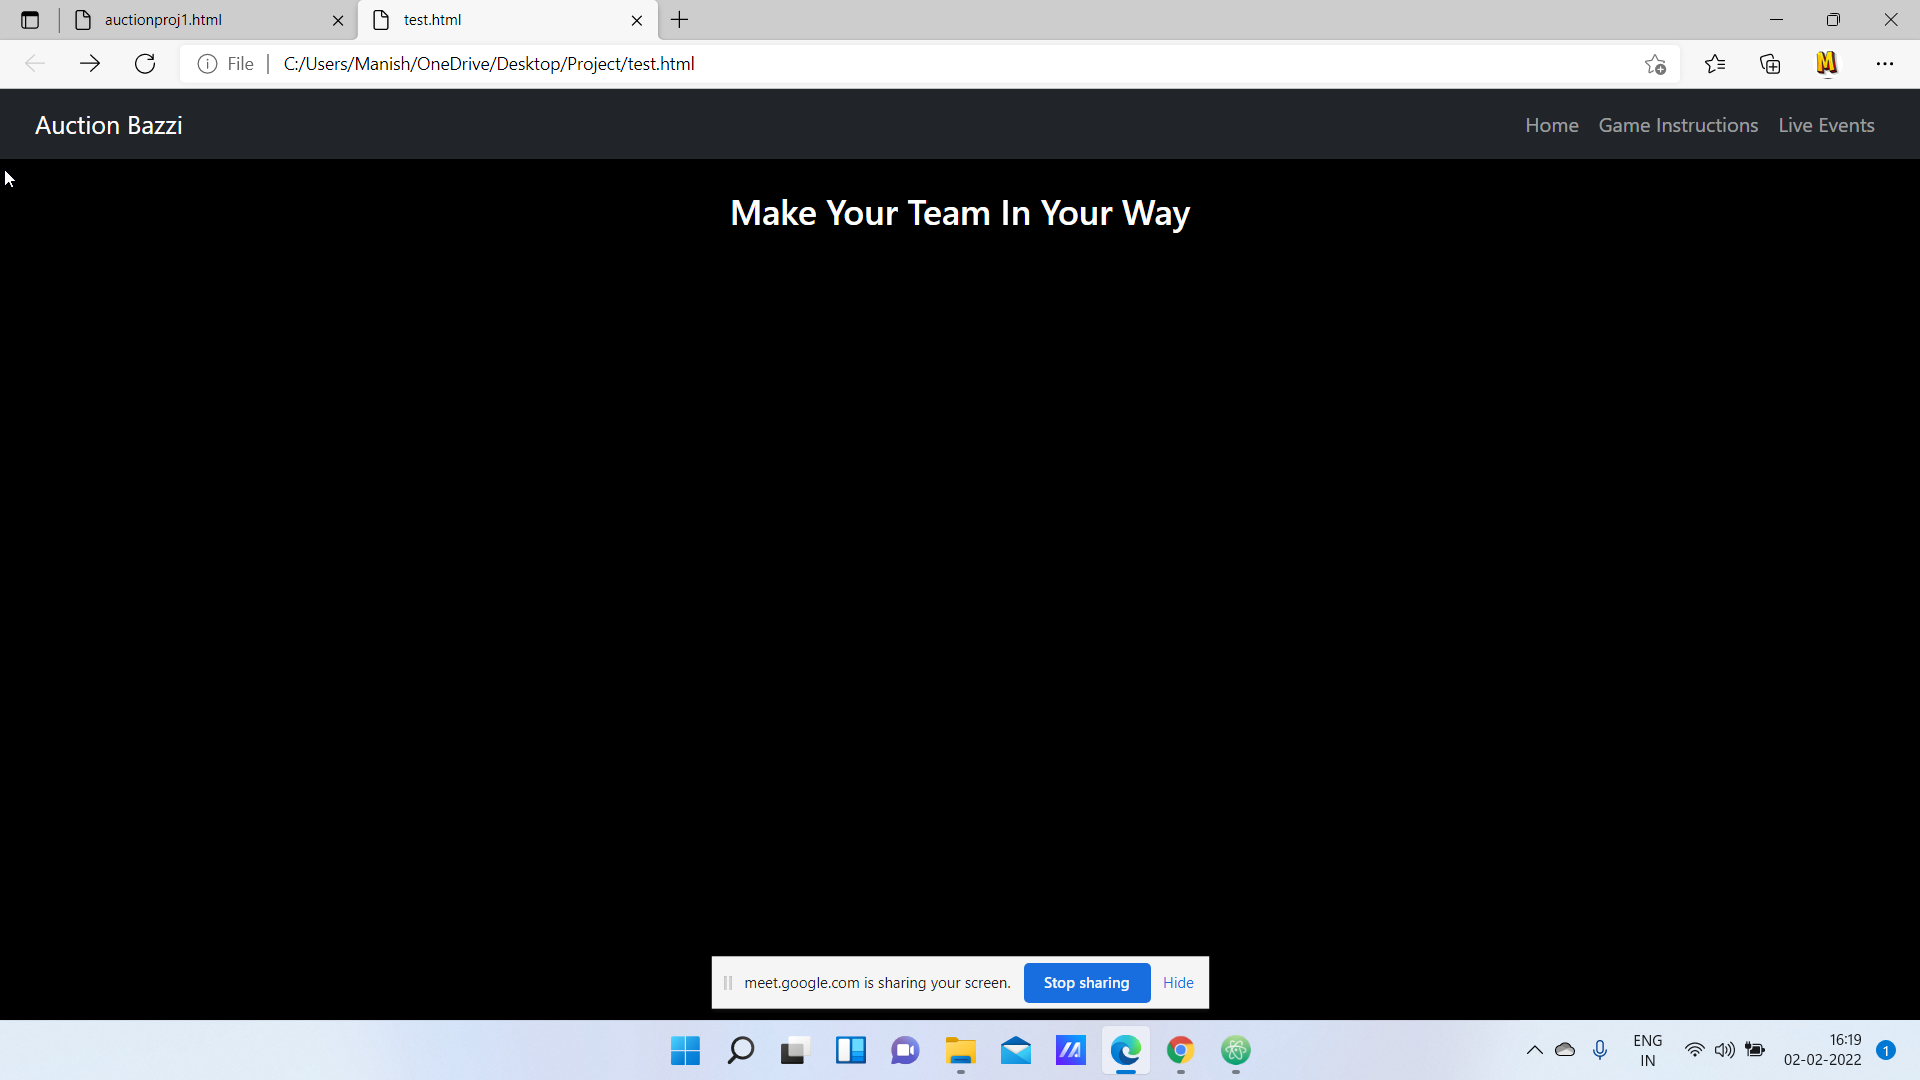 auctionproj1.html
test.html
File
C:/Users/Manish/OneDrive/Desktop/Project/test.html
M
Auction Bazzi
Home Game Instructions Live Events
Make Your Team In Your Way
meet.google.com is sharing your screen. Stop sharing Hide
ENG
IN
16:19
02-02-2022
1